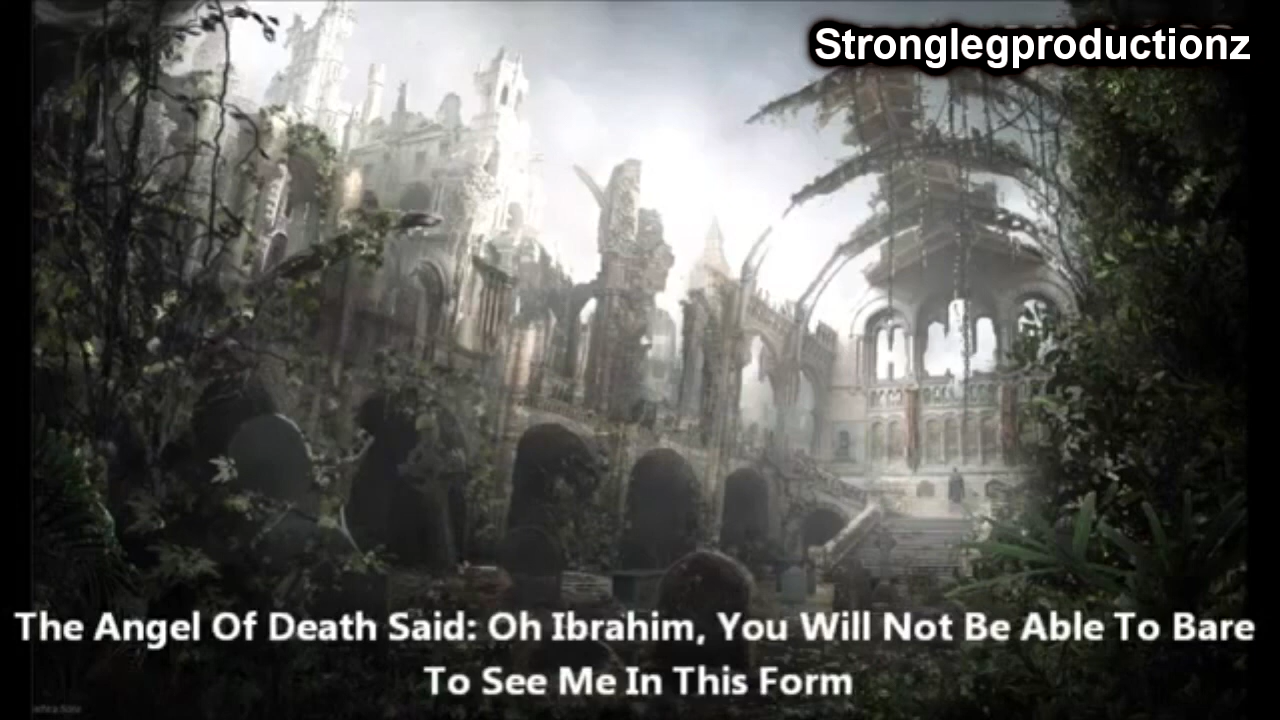 Stronglegproductionz
The Angel Of Death Said: Oh Ibrahim, You Will Not Be Able To Bare
To See Me In This Form